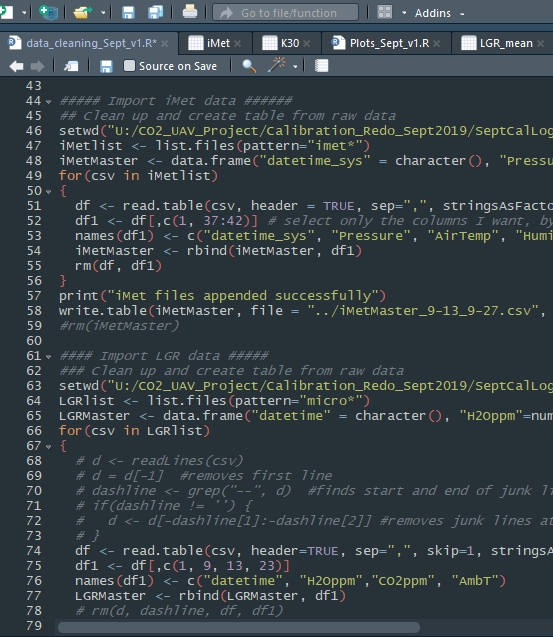 Go to file/function
Addins
data_cleaning_Sept_v1.R*
iMet
K30
Plots_Sept_v1.R
LGR_mean
Source on Save
43
44 ##### Import iMet data ######
45 ## Clean up and create table from raw data
46 setwd("U:/CO2_UAV_Project/Calibration_Redo_Sept2019/SeptCalLog
47 iMetlist <- list.files(pattern="imet*")
48 iMetMaster <- data.frame("datetime_sys" = character(), "Pressu
49 for(csv in iMetlist)
50 {
51 df <- read.table(csv, header = TRUE, sep=",", stringsAsFacto
52 df1 <- df[,c(1, 37:42)] # select only the columns I want, by
53 names(df1) <- c("datetime_sys", "Pressure", "AirTemp", "Humi
54 iMetMaster <- rbind(iMetMaster, df1)
55 rm(df, df1)
56 }
57 print("iMet files appended successfully")
58 write.table(iMetMaster, file = "../iMetMaster_9-13_9-27.csv",
59 #rm(iMetMaster)
60
61 #### Import LGR data #####
62 ### Clean up and create table from raw data
63 setwd("U:/CO2_UAV_Project/Calibration_Redo_Sept2019/SeptCalLog
64 LGRlist <- list.files(pattern="micro*")
65 LGRMaster <- data.frame("datetime" = character(), "H2Oppm"=num
66 for(csv in LGRlist)
67 {
68 # d <- readLines(csv)
69 # d = d[-1] #removes first line
70 # dashline <- grep("--", d) #finds start and end of junk li
71 # if(dashline != '') {
72 # d <- d[-dashline[1]:-dashline[2]] #removes junk lines at
73 # }
74 df <- read.table(csv, header=TRUE, sep=",", skip=1, stringsA
75 df1 <- df[,c(1, 9, 13, 23)]
76 names(df1) <- c("datetime", "H2Oppm","CO2ppm", "AmbT")
77 LGRMaster <- rbind(LGRMaster, df1)
78 # rm(d, dashline, df, df1)
79